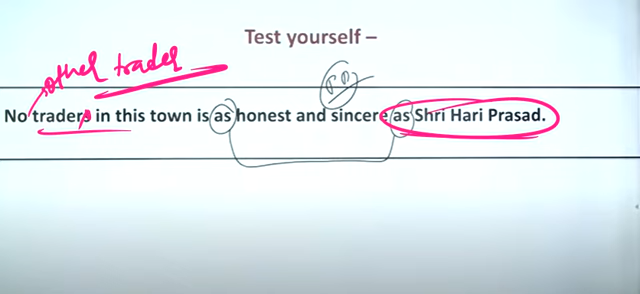 Test yourself –
other trader
No traders in this town is as honest and sincere as Shri Hari Prasad.